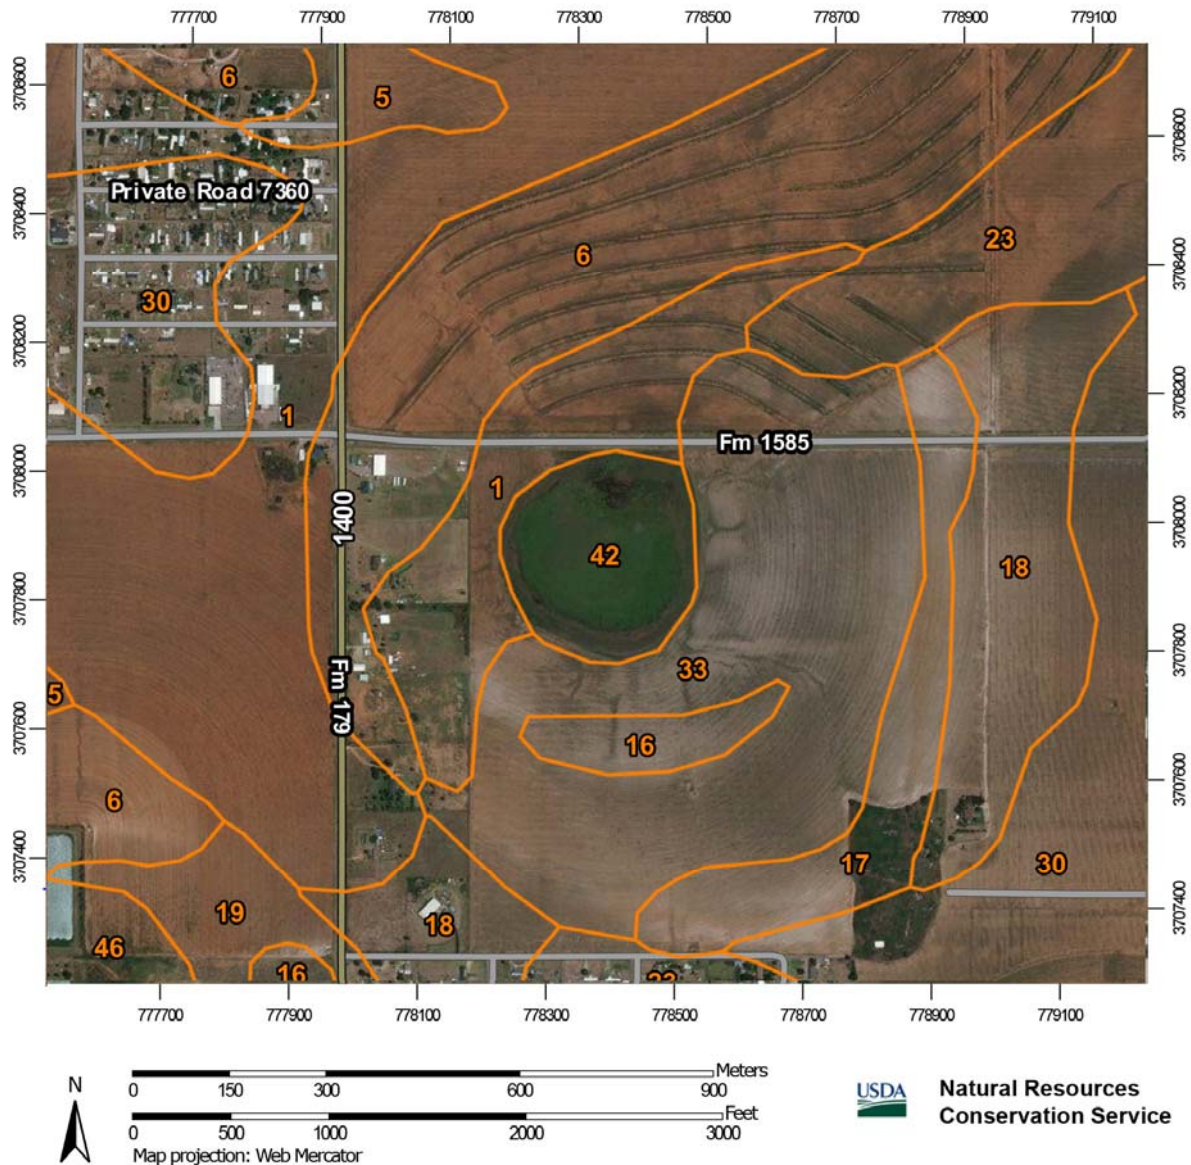 777700 777900 778100 778300 778500 778700 778900 779100
3708600
3708400
3708200
3708000
3707800
3707600
3707400
3708600
3708400
3708200
3708000
3707800
3707600
3707400
6
5
Private Road 7360
23
6
30
1
Fm 1585
1
1400
42
18
33
5
Fm 179
16
6
17
30
19
18
46
16
777700 777900 778100 778300 778500 778700 778900 779100
N
Meters
0 150 300 600 900
Feet
0 500 1000 2000 3000
Map projection: Web Mercator
USDA
Natural Resources
Conservation Service